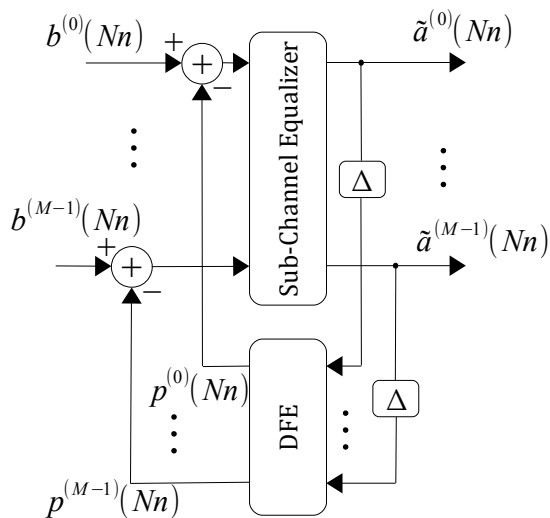 b^{(0)}(Nn)
ã^{(0)}(Nn)
+
+
−
Sub-Channel Equalizer
Δ
b^{(M-1)}(Nn)
ã^{(M-1)}(Nn)
+
+
−
p^{(0)}(Nn)
DFE
Δ
p^{(M-1)}(Nn)